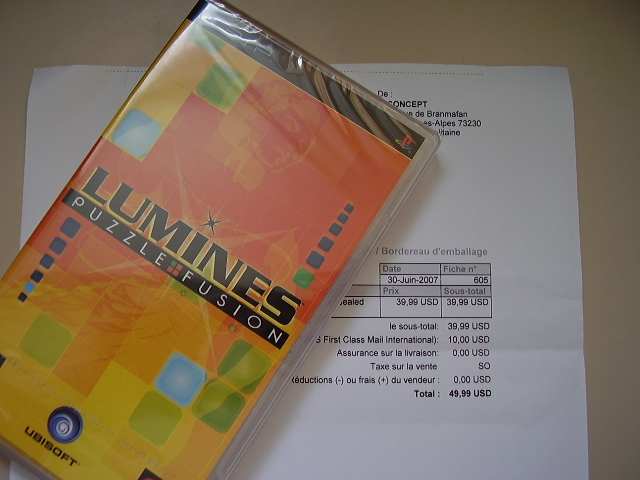 LUMINES
PUZZLE FUSION
UBISOFT
De :
CONCEPT
de Branmafan
es-Alpes 73230
olitaine
/ Bordereau d'emballage
Date Fiche n°
30-Juin-2007 605
Prix Sous-total
ealed 39,99 USD 39,99 USD
le sous-total: 39,99 USD
S First Class Mail International): 10,00 USD
Assurance sur la livraison: 0,00 USD
Taxe sur la vente SO
Réductions (-) ou frais (+) du vendeur : 0,00 USD
Total : 49,99 USD